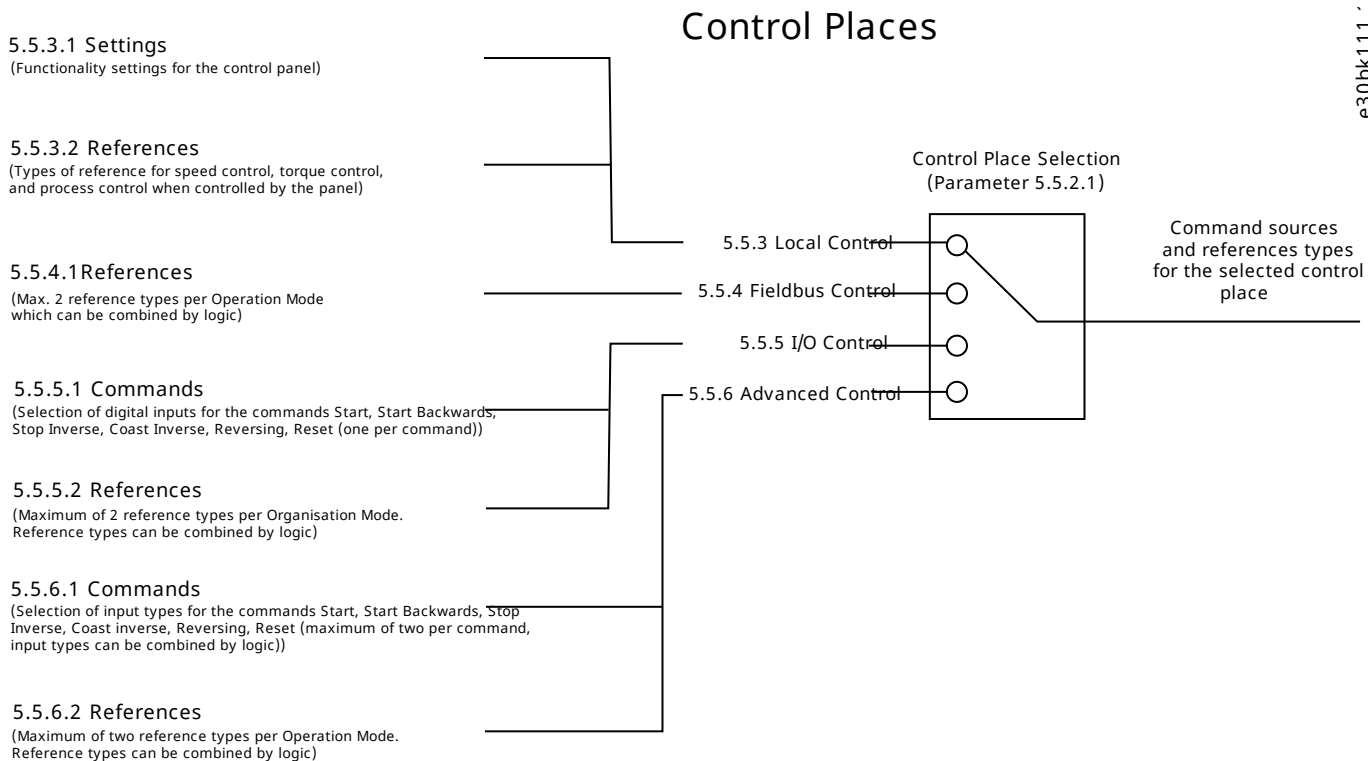 Control Places
5.5.3.1 Settings
(Functionality settings for the control panel)
5.5.3.2 References
(Types of reference for speed control, torque control,
and process control when controlled by the panel)
5.5.4.1References
(Max. 2 reference types per Operation Mode
which can be combined by logic)
5.5.5.1 Commands
(Selection of digital inputs for the commands Start, Start Backwards,
Stop Inverse, Coast Inverse, Reversing, Reset (one per command))
5.5.5.2 References
(Maximum of 2 reference types per Organisation Mode.
Reference types can be combined by logic)
5.5.6.1 Commands
(Selection of input types for the commands Start, Start Backwards, Stop
Inverse, Coast inverse, Reversing, Reset (maximum of two per command,
input types can be combined by logic))
5.5.6.2 References
(Maximum of two reference types per Operation Mode.
Reference types can be combined by logic)
5.5.3 Local Control
5.5.4 Fieldbus Control
5.5.5 I/O Control
5.5.6 Advanced Control
Control Place Selection
(Parameter 5.5.2.1)
Command sources
and references types
for the selected control
place